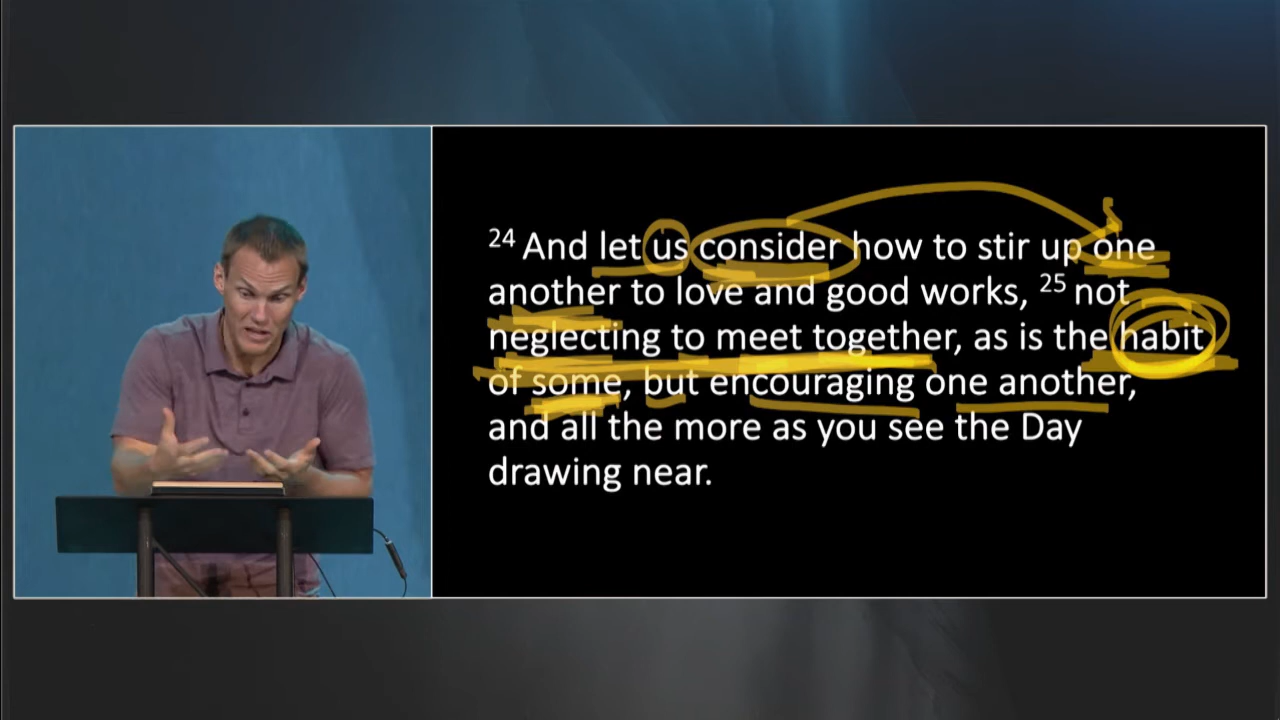 24 And let us consider how to stir up one
another to love and good works, 25 not
neglecting to meet together, as is the habit
of some, but encouraging one another,
and all the more as you see the Day
drawing near.